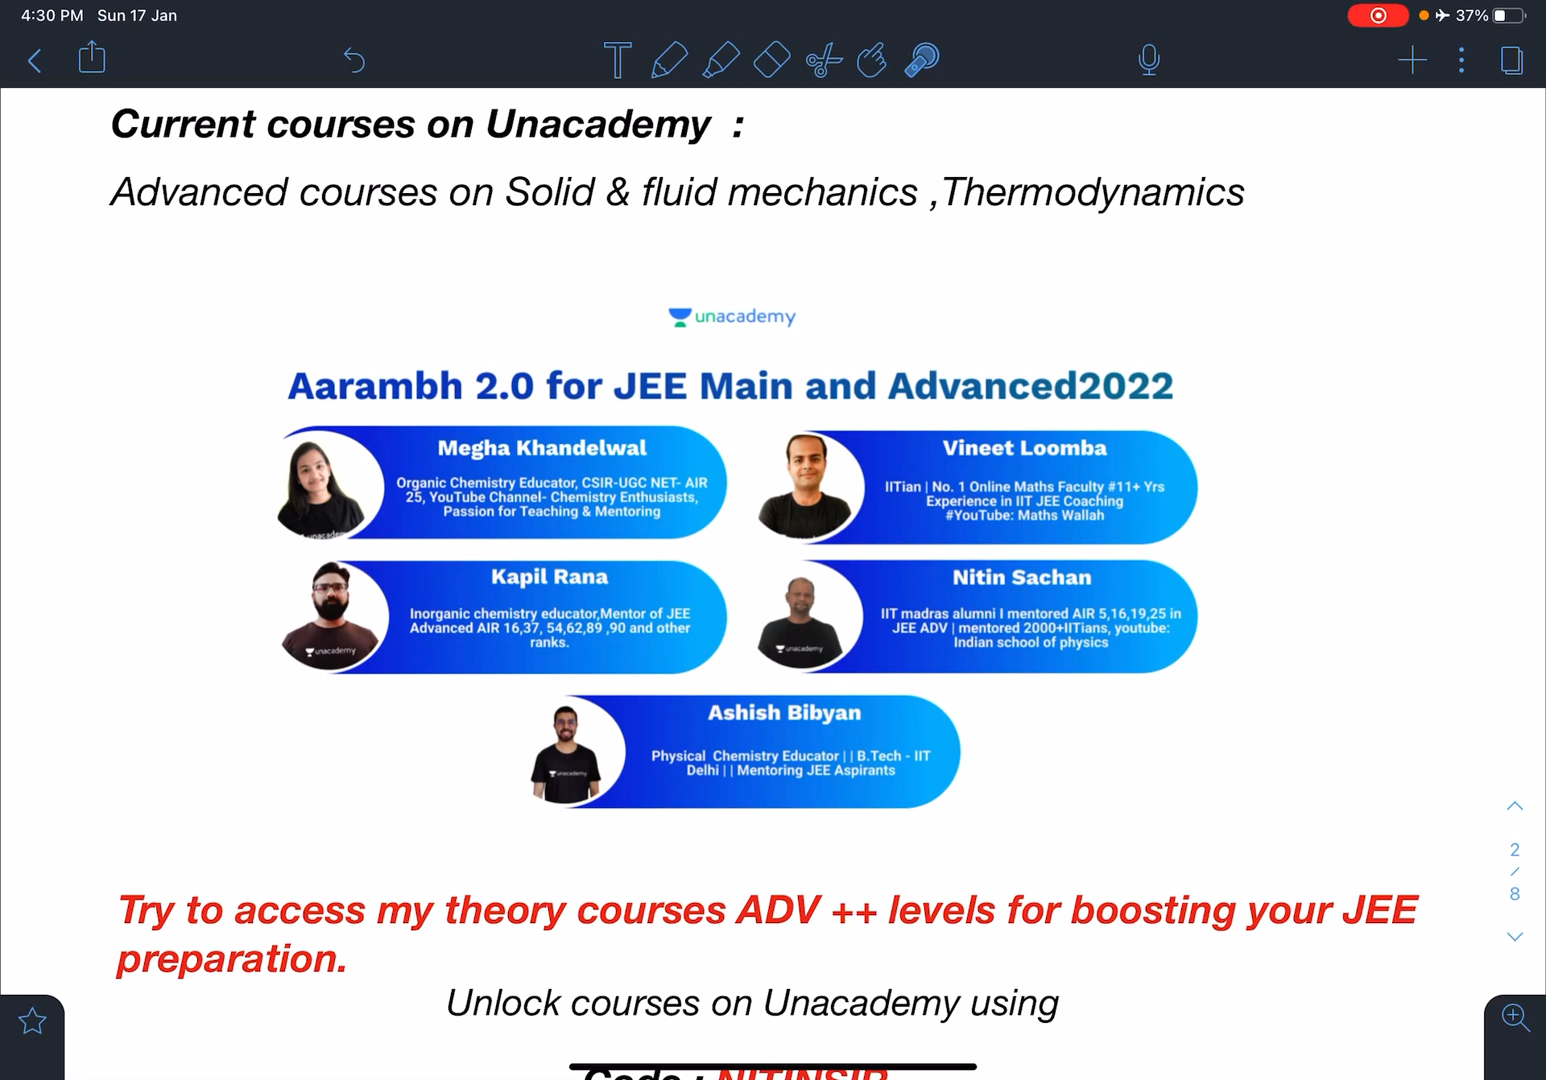 4:30 PM Sun 17 Jan
37%
Current courses on Unacademy :
Advanced courses on Solid & fluid mechanics ,Thermodynamics
unacademy
Aarambh 2.0 for JEE Main and Advanced2022
Megha Khandelwal
Organic Chemistry Educator, CSIR-UGC NET- AIR
25, YouTube Channel- Chemistry Enthusiasts,
Passion for Teaching & Mentoring
unacademy
Vineet Loomba
IITian | No. 1 Online Maths Faculty #11+ Yrs
Experience in IIT JEE Coaching
#YouTube: Maths Wallah
Kapil Rana
Inorganic chemistry educator,Mentor of JEE
Advanced AIR 16,37, 54,62,89 ,90 and other
ranks.
unacademy
Nitin Sachan
IIT madras alumni I mentored AIR 5,16,19,25 in
JEE ADV | mentored 2000+IITians, youtube:
Indian school of physics
unacademy
Ashish Bibyan
Physical Chemistry Educator || B.Tech - IIT
Delhi || Mentoring JEE Aspirants
unacademy
2
/
8
Try to access my theory courses ADV ++ levels for boosting your JEE
preparation.
Unlock courses on Unacademy using
Code : NITINSIR